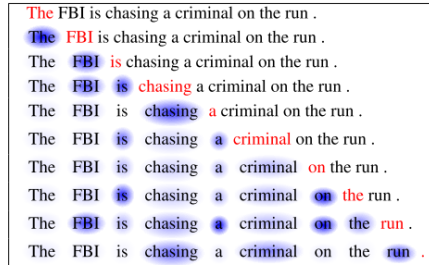 The FBI is chasing a criminal on the run .
The FBI is chasing a criminal on the run .
The FBI is chasing a criminal on the run .
The FBI is chasing a criminal on the run .
The FBI is chasing a criminal on the run .
The FBI is chasing a criminal on the run .
The FBI is chasing a criminal on the run .
The FBI is chasing a criminal on the run .
The FBI is chasing a criminal on the run .
The FBI is chasing a criminal on the run .